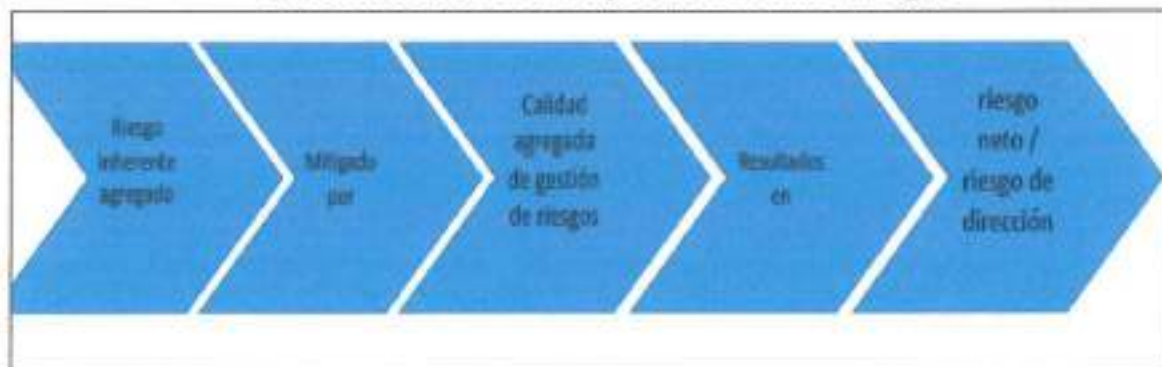 Riesgo
inherente
agregado
Mitigado
por
Calidad
agregada
de gestión
de riesgos
Resultados
en
riesgo
neto /
riesgo de
dirección